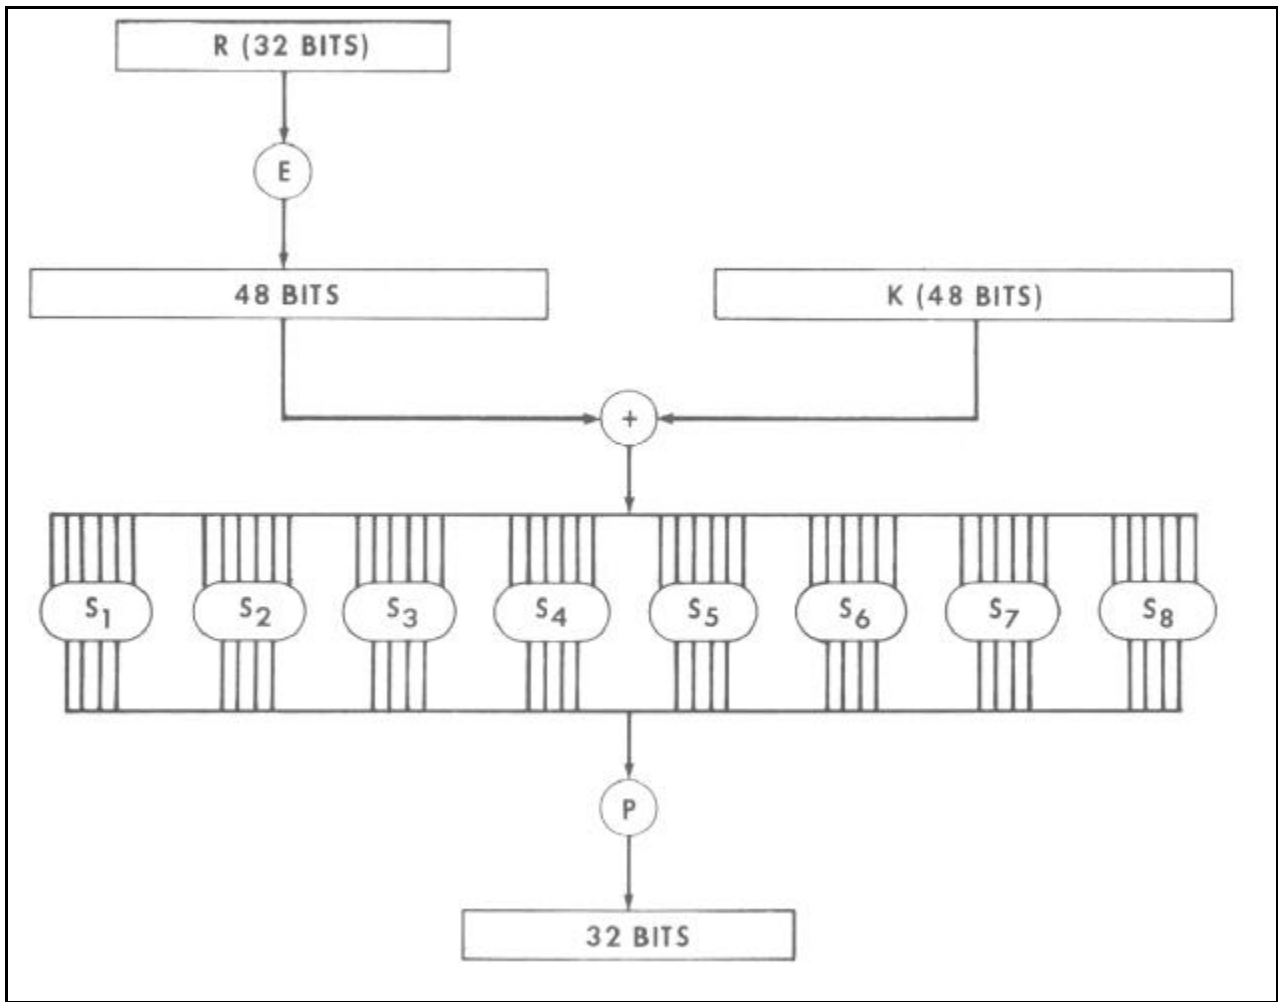 R (32 BITS)
E
48 BITS
K (48 BITS)
+
S1 S2 S3 S4 S5 S6 S7 S8
P
32 BITS